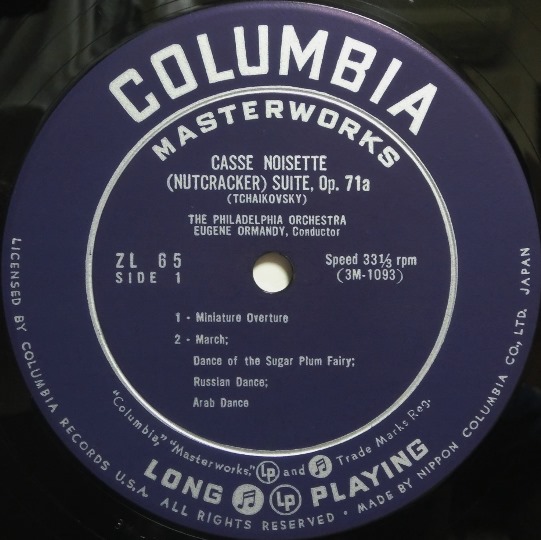 COLUMBIA
MASTERWORKS
CASSE NOISETTE
(NUTCRACKER) SUITE, Op. 71a
(TCHAIKOVSKY)
THE PHILADELPHIA ORCHESTRA
EUGENE ORMANDY, Conductor
ZL 65
SIDE 1
Speed 33⅓ rpm
(3M-1093)
1 - Miniature Overture
2 - March;
Dance of the Sugar Plum Fairy;
Russian Dance;
Arab Dance
"Columbia," "Masterworks," Lp and Trade Marks Reg.
LONG Lp PLAYING
LICENSED BY COLUMBIA RECORDS U.S.A. ALL RIGHTS RESERVED • MADE BY NIPPON COLUMBIA CO., LTD. JAPAN